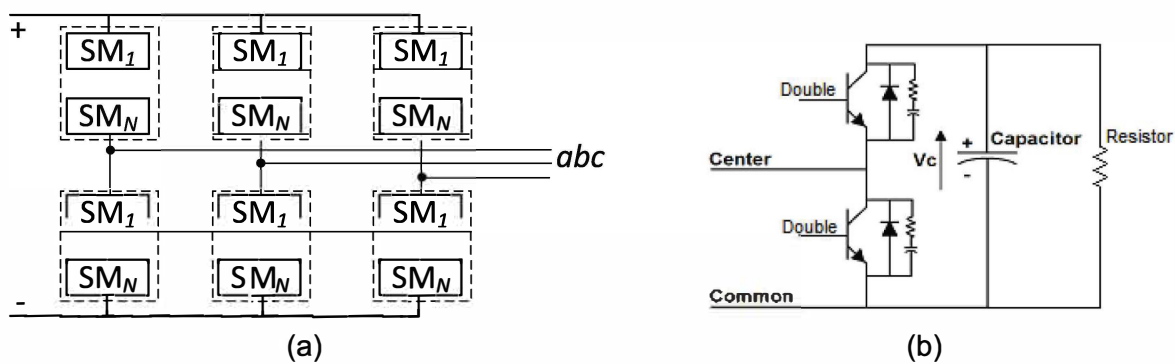 +
SM1 SM1 SM1
SMN SMN SMN
abc
SM1 SM1 SM1
SMN SMN SMN
-
(a)
Double
Center
Vc
+
-
Capacitor
Resistor
Double
Common
(b)